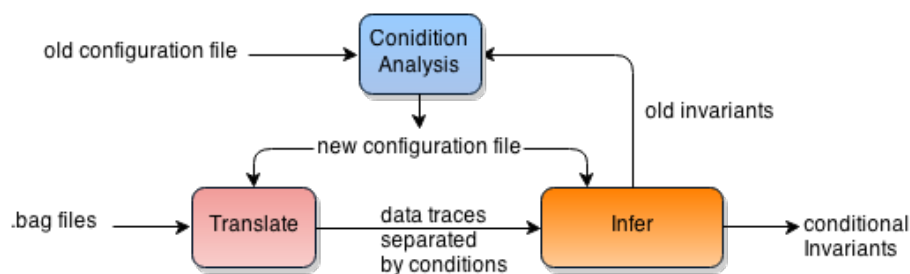 old configuration file
Conidition
Analysis
old invariants
new configuration file
.bag files
Translate
data traces
separated
by conditions
Infer
conditional
Invariants